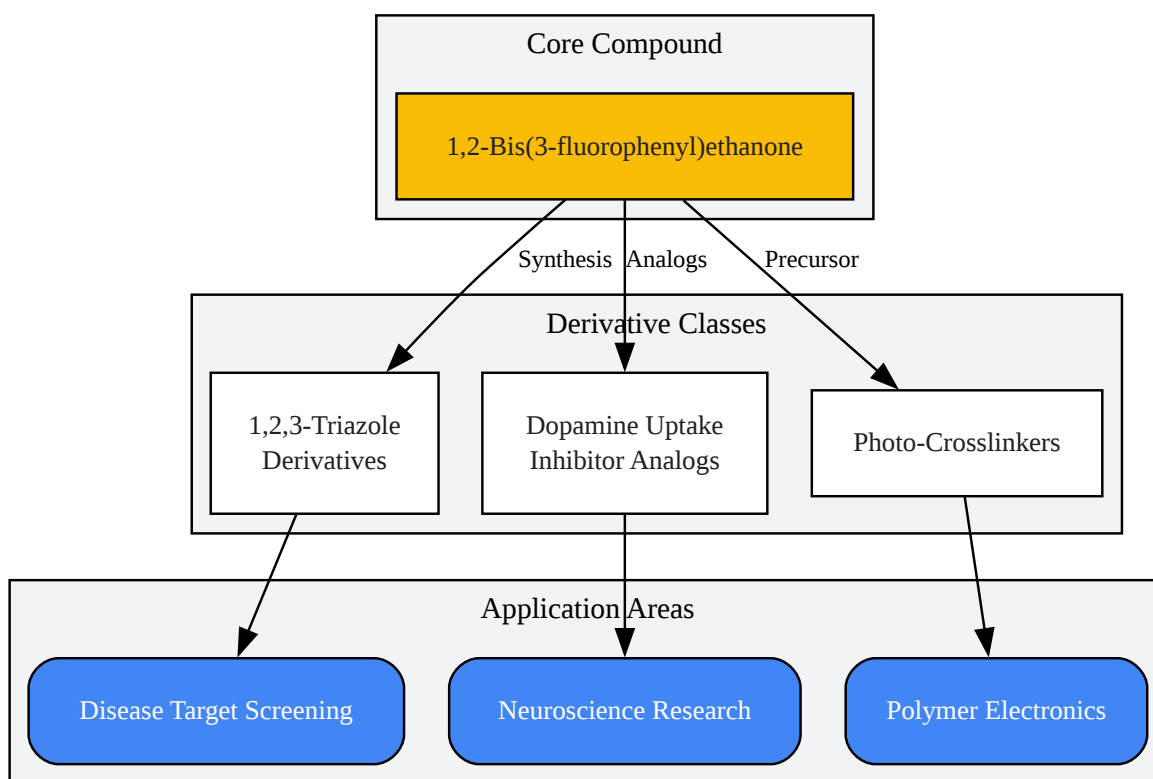 Core Compound
1,2-Bis(3-fluorophenyl)ethanone
Synthesis
Analogs
Precursor
Derivative Classes
1,2,3-Triazole
Derivatives
Dopamine Uptake
Inhibitor Analogs
Photo-Crosslinkers
Application Areas
Disease Target Screening
Neuroscience Research
Polymer Electronics